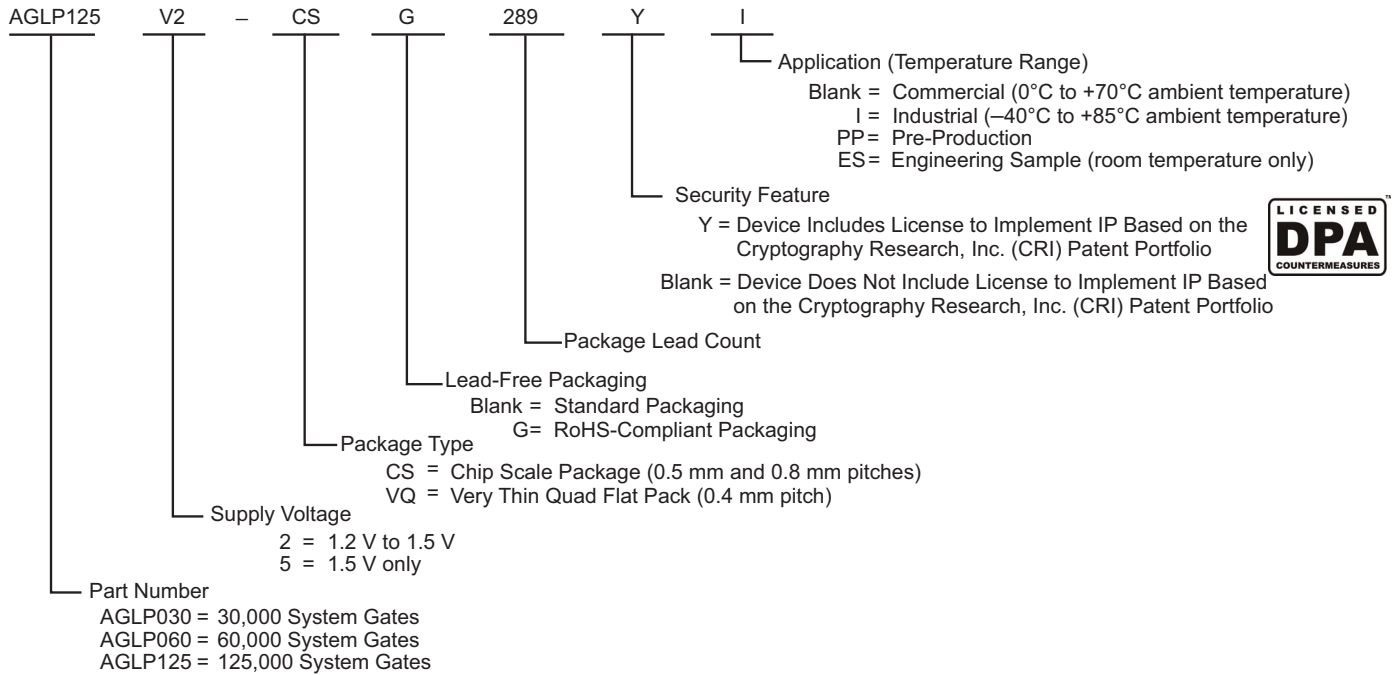 AGLP125 V2 – CS G 289 Y I
Application (Temperature Range)
Blank = Commercial (0°C to +70°C ambient temperature)
I = Industrial (–40°C to +85°C ambient temperature)
PP = Pre-Production
ES = Engineering Sample (room temperature only)
Security Feature
Y = Device Includes License to Implement IP Based on the
Cryptography Research, Inc. (CRI) Patent Portfolio
Blank = Device Does Not Include License to Implement IP Based
on the Cryptography Research, Inc. (CRI) Patent Portfolio
LICENSED
DPA
COUNTERMEASURES
™
Package Lead Count
Lead-Free Packaging
Blank = Standard Packaging
G= RoHS-Compliant Packaging
Package Type
CS = Chip Scale Package (0.5 mm and 0.8 mm pitches)
VQ = Very Thin Quad Flat Pack (0.4 mm pitch)
Supply Voltage
2 = 1.2 V to 1.5 V
5 = 1.5 V only
Part Number
AGLP030 = 30,000 System Gates
AGLP060 = 60,000 System Gates
AGLP125 = 125,000 System Gates